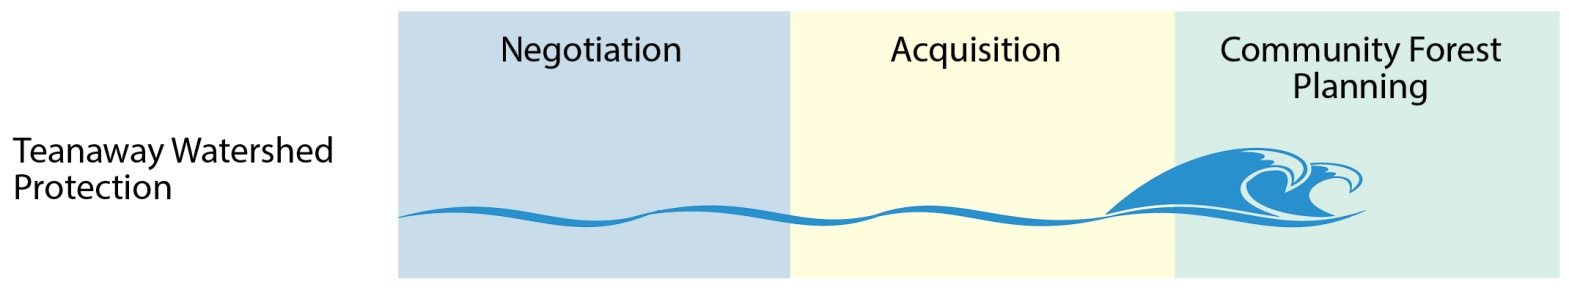 Negotiation
Acquisition
Community Forest
Planning
Teanaway Watershed
Protection